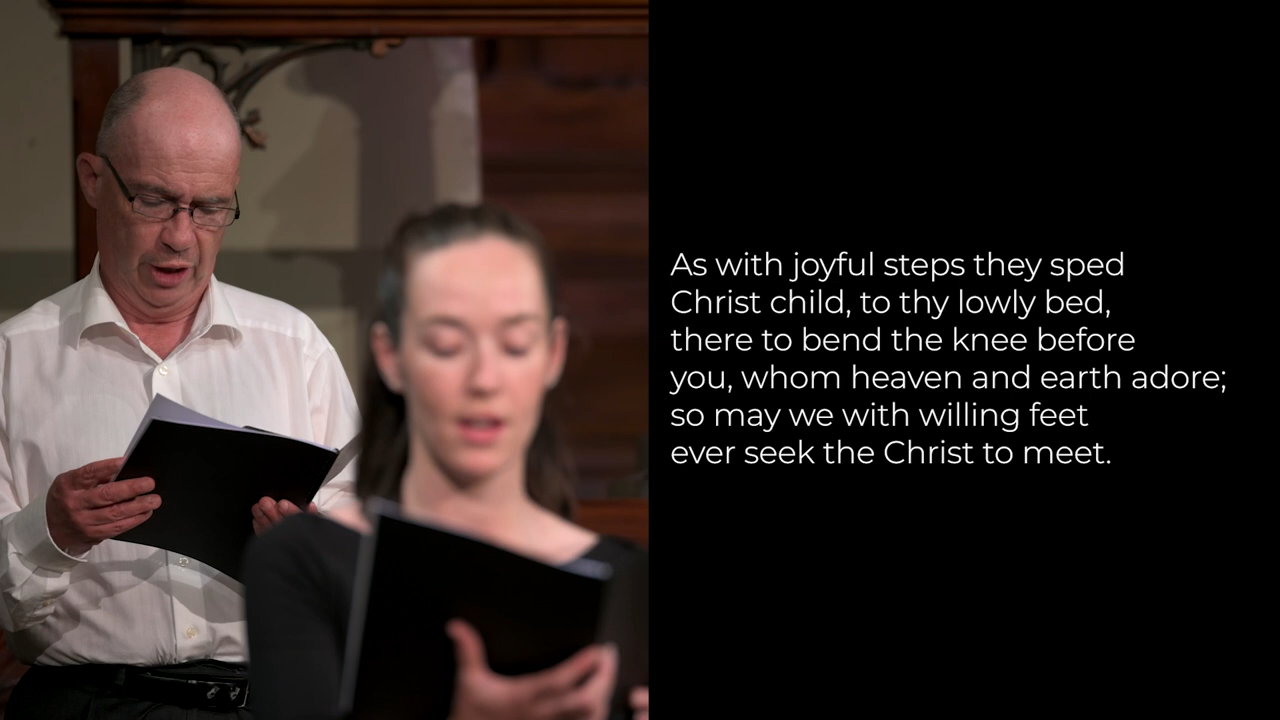 As with joyful steps they sped
Christ child, to thy lowly bed,
there to bend the knee before
you, whom heaven and earth adore;
so may we with willing feet
ever seek the Christ to meet.